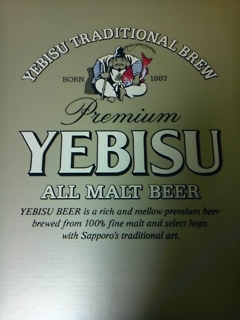 YEBISU TRADITIONAL BREW
BORN 1887
Premium
YEBISU
ALL MALT BEER
YEBISU BEER is a rich and mellow premium beer
brewed from 100% fine malt and select hops
with Sapporo's traditional art.